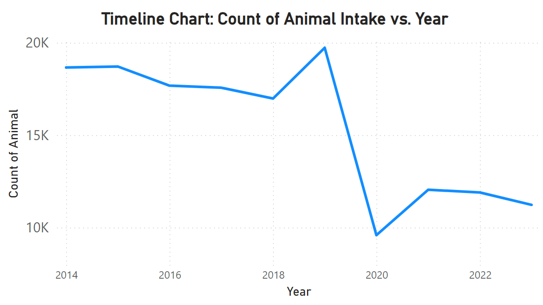 Timeline Chart: Count of Animal Intake vs. Year
20K
15K
10K
Count of Animal
2014
2016
2018
2020
2022
Year